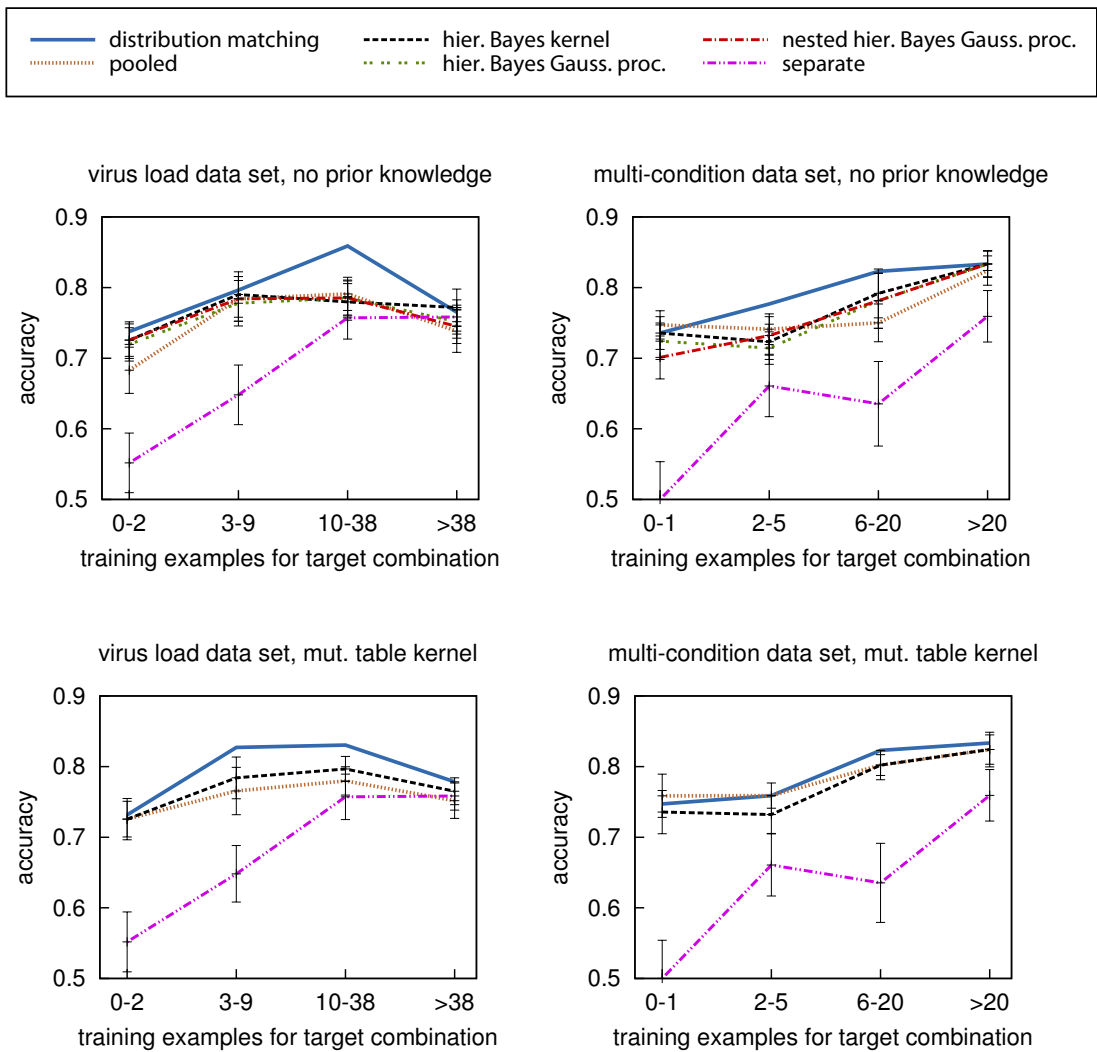 distribution matching
pooled
hier. Bayes kernel
hier. Bayes Gauss. proc.
nested hier. Bayes Gauss. proc.
separate
virus load data set, no prior knowledge
accuracy
0.9
0.8
0.7
0.6
0.5
0-2 3-9 10-38 >38
training examples for target combination
multi-condition data set, no prior knowledge
accuracy
0.9
0.8
0.7
0.6
0.5
0-1 2-5 6-20 >20
training examples for target combination
virus load data set, mut. table kernel
accuracy
0.9
0.8
0.7
0.6
0.5
0-2 3-9 10-38 >38
training examples for target combination
multi-condition data set, mut. table kernel
accuracy
0.9
0.8
0.7
0.6
0.5
0-1 2-5 6-20 >20
training examples for target combination